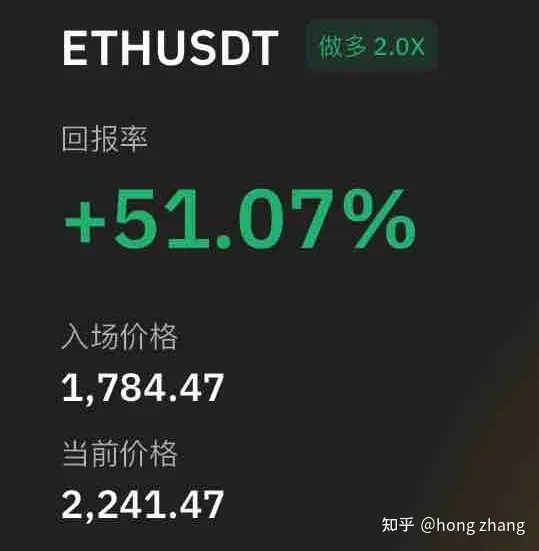 ETHUSDT 做多 2.0X
回报率
+51.07%
入场价格
1,784.47
当前价格
2,241.47
知乎 @hong zhang